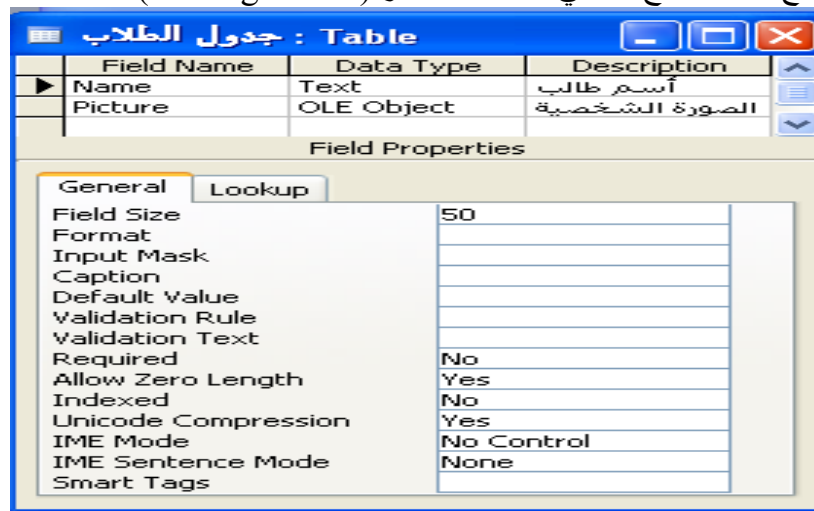 جدول الطلاب : Table
Field Name Data Type Description
Name Text أسم طالب
Picture OLE Object الصورة الشخصية
Field Properties
General Lookup
Field Size 50
Format
Input Mask
Caption
Default Value
Validation Rule
Validation Text
Required No
Allow Zero Length Yes
Indexed No
Unicode Compression Yes
IME Mode No Control
IME Sentence Mode None
Smart Tags